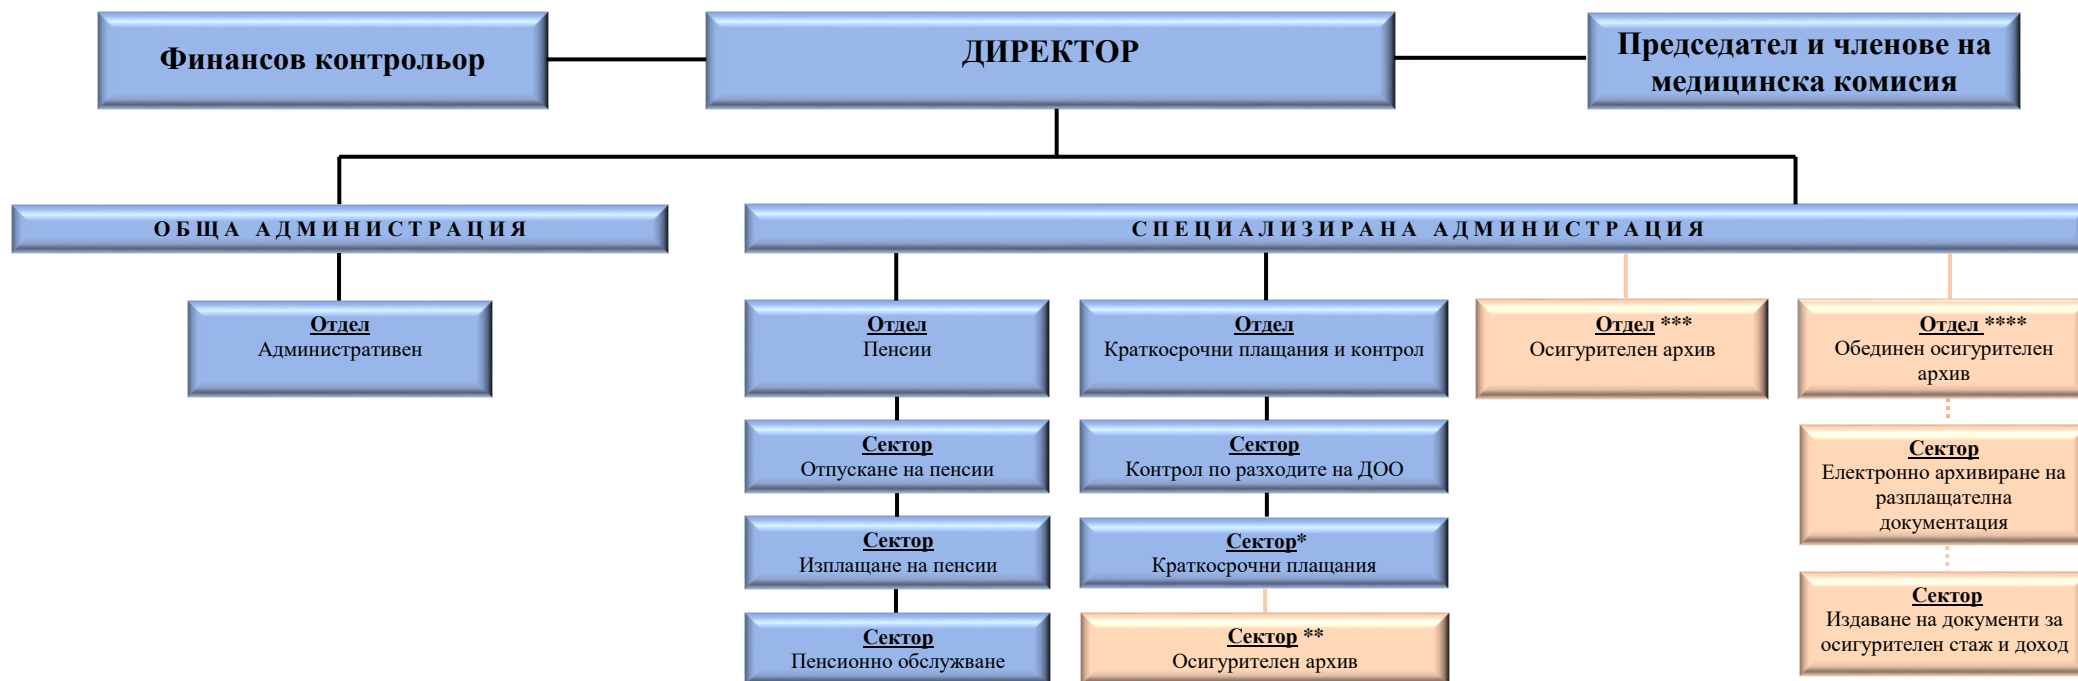 Финансов контрольор
ДИРЕКТОР
Председател и членове на
медицинска комисия
ОБЩА АДМИНИСТРАЦИЯ
СПЕЦИАЛИЗИРАНА АДМИНИСТРАЦИЯ
Отдел
Административен
Отдел
Пенсии
Сектор
Отпускане на пенсии
Сектор
Изплащане на пенсии
Сектор
Пенсионно обслужване
Отдел
Краткосрочни плащания и контрол
Сектор
Контрол по разходите на ДОО
Сектор*
Краткосрочни плащания
Сектор **
Осигурителен архив
Отдел ***
Осигурителен архив
Отдел ****
Обединен осигурителен
архив
Сектор
Електронно архивиране на
разплащателна
документация
Сектор
Издаване на документи за
осигурителен стаж и доход